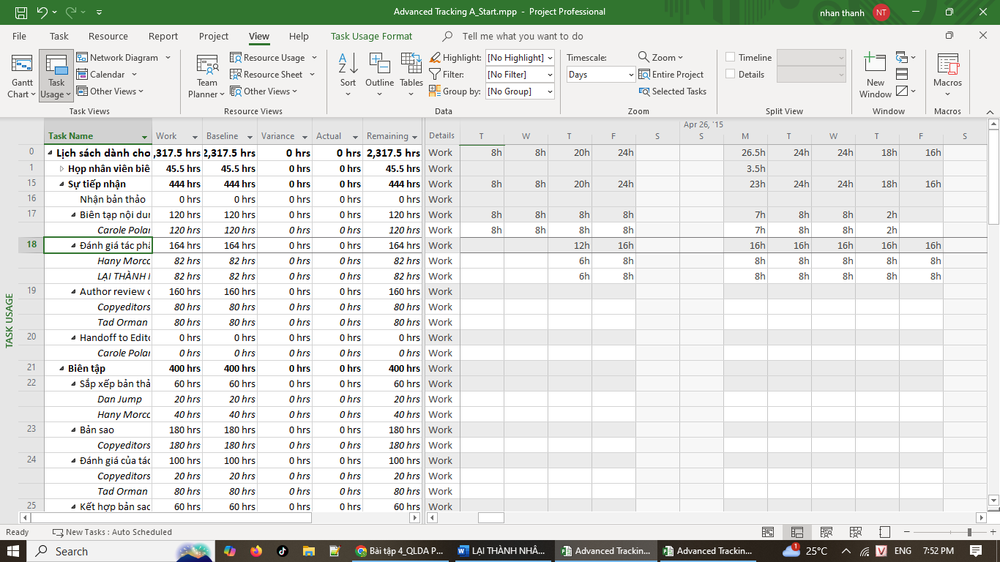 Advanced Tracking A_Start.mpp - Project Professional
nhan thanh NT
File Task Resource Report Project View Help Task Usage Format Tell me what you want to do
Gantt Chart
Task Usage
Network Diagram
Calendar
Other Views
Task Views
Team Planner
Resource Usage
Resource Sheet
Other Views
Resource Views
Sort
Outline
Tables
Highlight: [No Highlight]
Filter: [No Filter]
Group by: [No Group]
Data
Timescale:
Days
Zoom
Entire Project
Selected Tasks
Zoom
Timeline
Details
Split View
New Window
Window
Macros
Macros
Apr 26, '15
Task Name Work Baseline Variance Actual Remaining Details T W T F S S M T W T F S
0 Lịch sách dành cho ,317.5 hrs 2,317.5 hrs 0 hrs 0 hrs 2,317.5 hrs Work 8h 8h 20h 24h 26.5h 24h 24h 18h 16h
1 Họp nhân viên biê 45.5 hrs 45.5 hrs 0 hrs 0 hrs 45.5 hrs Work 3.5h
15 Sự tiếp nhận 444 hrs 444 hrs 0 hrs 0 hrs 444 hrs Work 8h 8h 20h 24h 23h 24h 24h 18h 16h
16 Nhận bản thảo 0 hrs 0 hrs 0 hrs 0 hrs 0 hrs Work
17 Biên tạp nội dur 120 hrs 120 hrs 0 hrs 0 hrs 120 hrs Work 8h 8h 8h 8h 7h 8h 8h 2h
Carole Polar 120 hrs 120 hrs 0 hrs 0 hrs 120 hrs Work 8h 8h 8h 8h 7h 8h 8h 2h
18 Đánh giá tác phẩ 164 hrs 164 hrs 0 hrs 0 hrs 164 hrs Work 12h 16h 16h 16h 16h 16h 16h
Hany Morcc 82 hrs 82 hrs 0 hrs 0 hrs 82 hrs Work 6h 8h 8h 8h 8h 8h 8h
LẠI THÀNH 82 hrs 82 hrs 0 hrs 0 hrs 82 hrs Work 6h 8h 8h 8h 8h 8h 8h
19 Author review 160 hrs 160 hrs 0 hrs 0 hrs 160 hrs Work
Copyeditors 80 hrs 80 hrs 0 hrs 0 hrs 80 hrs Work
Tad Orman 80 hrs 80 hrs 0 hrs 0 hrs 80 hrs Work
20 Handoff to Edito 0 hrs 0 hrs 0 hrs 0 hrs 0 hrs Work
Carole Polar 0 hrs 0 hrs 0 hrs 0 hrs 0 hrs Work
21 Biên tập 400 hrs 400 hrs 0 hrs 0 hrs 400 hrs Work
22 Sắp xếp bản thả 60 hrs 60 hrs 0 hrs 0 hrs 60 hrs Work
Dan Jump 20 hrs 20 hrs 0 hrs 0 hrs 20 hrs Work
Hany Morcc 40 hrs 40 hrs 0 hrs 0 hrs 40 hrs Work
23 Bản sao 180 hrs 180 hrs 0 hrs 0 hrs 180 hrs Work
Copyeditors 180 hrs 180 hrs 0 hrs 0 hrs 180 hrs Work
24 Đánh giá của tác 100 hrs 100 hrs 0 hrs 0 hrs 100 hrs Work
Copyeditors 20 hrs 20 hrs 0 hrs 0 hrs 20 hrs Work
Tad Orman 80 hrs 80 hrs 0 hrs 0 hrs 80 hrs Work
25 Kết hợp bản sao 60 hrs 60 hrs 0 hrs 0 hrs 60 hrs Work
TASK USAGE
Ready New Tasks : Auto Scheduled
Search Bài tập 4_QLDA P... LẠI THÀNH NHÂ... Advanced Trackin... Advanced Trackin... 1 25°C V ENG 7:52 PM